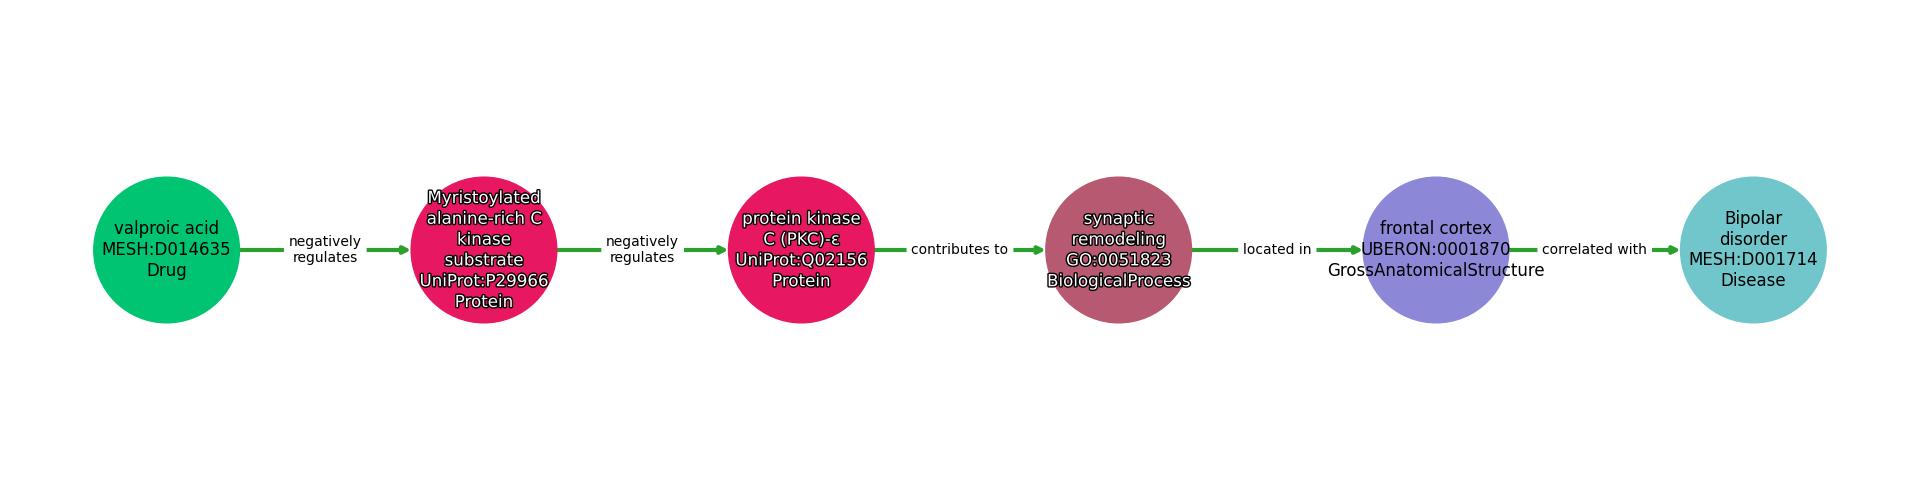 valproic acid
MESH:D014635
Drug
negatively
regulates
Myristoylated
alanine-rich C
kinase
substrate
UniProt:P29966
Protein
negatively
regulates
protein kinase
C (PKC)-ε
UniProt:Q02156
Protein
contributes to
synaptic
remodeling
GO:0051823
BiologicalProcess
located in
frontal cortex
UBERON:0001870
GrossAnatomicalStructure
correlated with
Bipolar
disorder
MESH:D001714
Disease